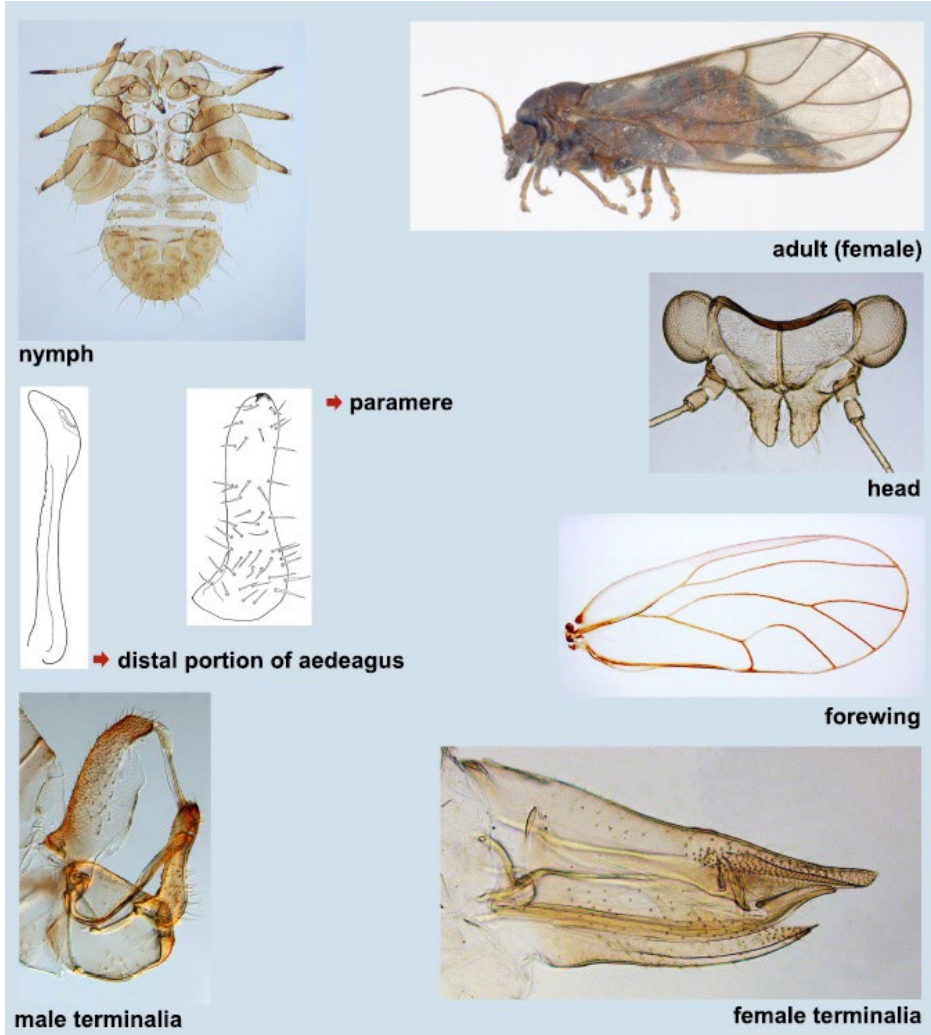 adult (female)
nymph
➡ paramere
head
➡ distal portion of aedeagus
forewing
male terminalia
female terminalia